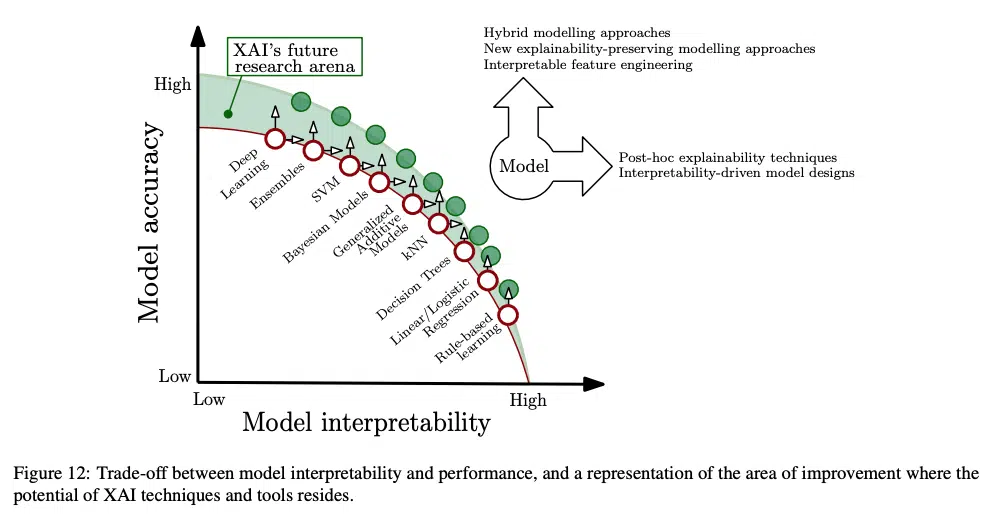 Hybrid modelling approaches
New explainability-preserving modelling approaches
Interpretable feature engineering
XAI's future
research arena
High
Model accuracy
Deep
Learning
Ensembles
SVM
Bayesian Models
Generalized
Additive
Models
kNN
Decision Trees
Linear/Logistic
Regression
Rule-based
learning
Model
Post-hoc explainability techniques
Interpretability-driven model designs
Low
Low
High
Model interpretability
Figure 12: Trade-off between model interpretability and performance, and a representation of the area of improvement where the
potential of XAI techniques and tools resides.